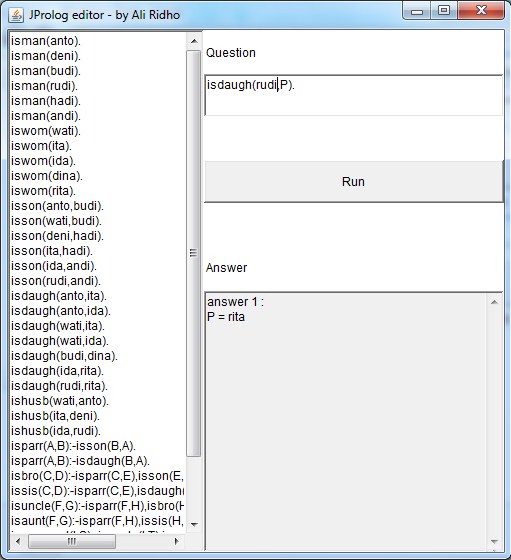 JProlog editor - by Ali Ridho
isman(anto).
isman(deni).
isman(budi).
isman(rudi).
isman(hadi).
isman(andi).
iswom(wati).
iswom(ita).
iswom(ida).
iswom(dina).
iswom(rita).
isson(anto,budi).
isson(wati,budi).
isson(deni,hadi).
isson(ita,hadi).
isson(ida,andi).
isson(rudi,andi).
isdaugh(anto,ita).
isdaugh(anto,ida).
isdaugh(wati,ita).
isdaugh(wati,ida).
isdaugh(budi,dina).
isdaugh(ida,rita).
isdaugh(rudi,rita).
ishusb(wati,anto).
ishusb(ita,deni).
ishusb(ida,rudi).
isparr(A,B):-isson(B,A).
isparr(A,B):-isdaugh(B,A).
isbro(C,D):-isparr(C,E),isson(E,
issis(C,D):-isparr(C,E),isdaugh(
isuncle(F,G):-isparr(F,H),isbro(H
isaunt(F,G):-isparr(F,H),issis(H,
Question
isdaugh(rudi,P).
Run
Answer
answer 1 :
P = rita